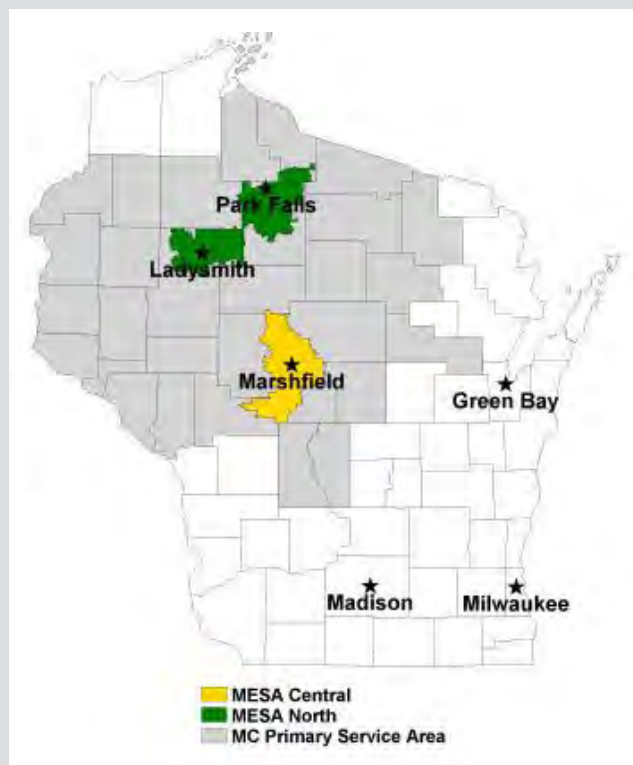 Park Falls
Ladysmith
Marshfield
Green Bay
Madison
Milwaukee
MESA Central
MESA North
MC Primary Service Area